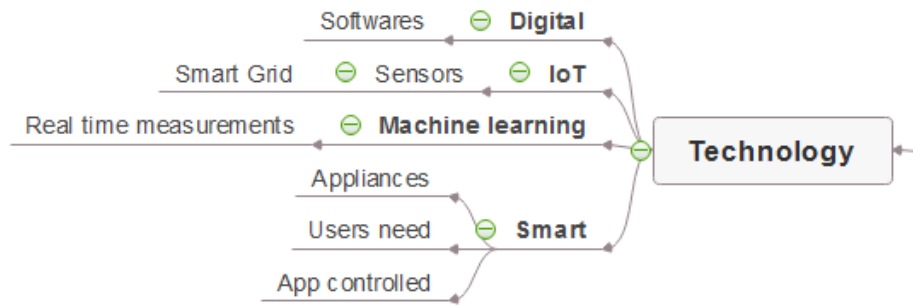 Softwares Digital
Smart Grid Sensors IoT
Real time measurements Machine learning
Technology
Appliances
Users need Smart
App controlled